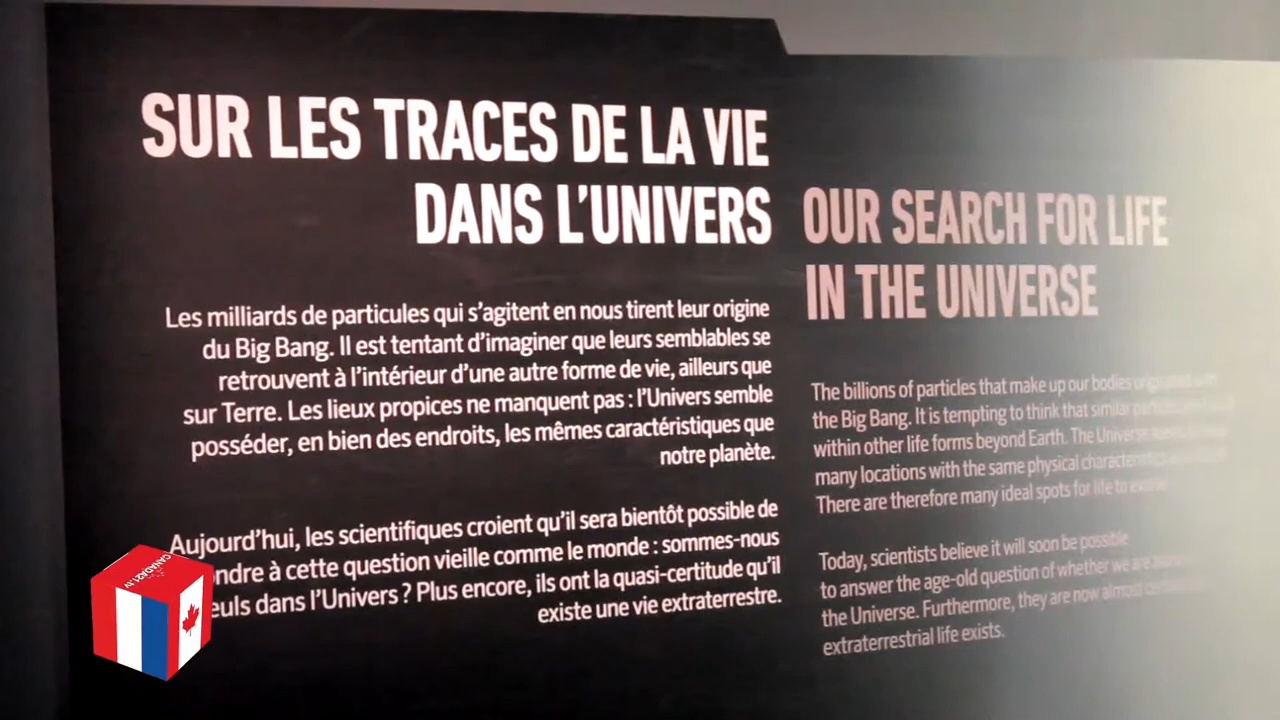 SUR LES TRACES DE LA VIE
DANS L'UNIVERS
Les milliards de particules qui s'agitent en nous tirent leur origine
du Big Bang. Il est tentant d'imaginer que leurs semblables se
retrouvent à l'intérieur d'une autre forme de vie, ailleurs que
sur Terre. Les lieux propices ne manquent pas : l'Univers semble
posséder, en bien des endroits, les mêmes caractéristiques que
notre planète.
Aujourd'hui, les scientifiques croient qu'il sera bientôt possible de
à cette question vieille comme le monde : sommes-nous
dans l'Univers ? Plus encore, ils ont la quasi-certitude qu'il
existe une vie extraterrestre.
OUR SEARCH FOR LIFE
IN THE UNIVERSE
The billions of particles that make up our bodies
the Big Bang. It is tempting to think that similar
within other life forms beyond Earth. The Universe
many locations with the same physical
There are therefore many ideal spots for life to
Today, scientists believe it will soon be possible
to answer the age-old question of whether we are
the Universe. Furthermore, they are now almost
extraterrestrial life exists.
CANADA21.TV